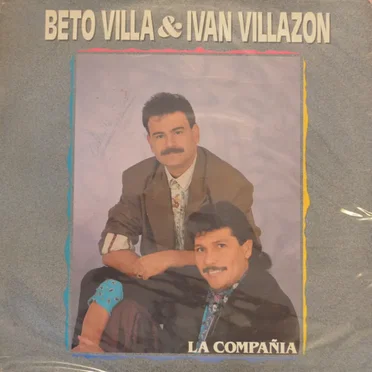 BETO VILLA & IVAN VILLAZON
LA COMPAÑIA